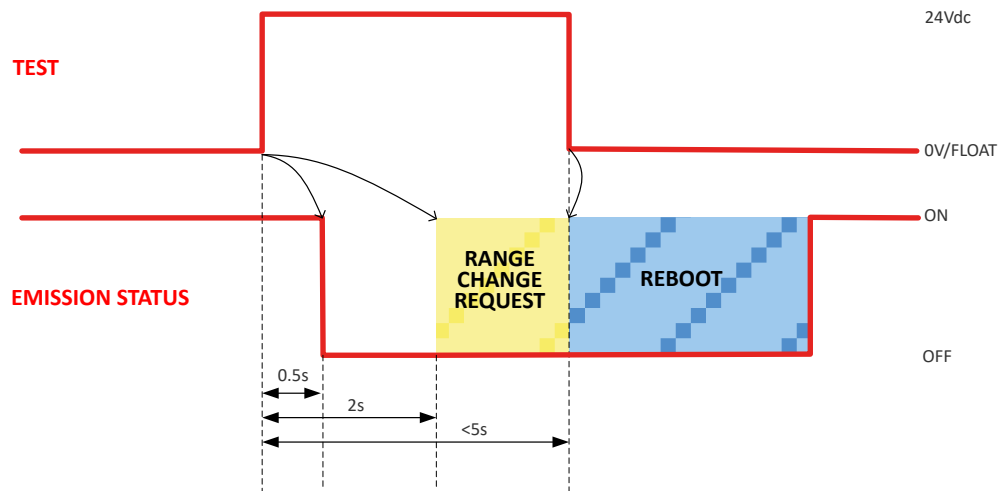 24Vdc
TEST
0V/FLOAT
ON
RANGE
CHANGE
REQUEST
REBOOT
EMISSION STATUS
OFF
0.5s
2s
<5s